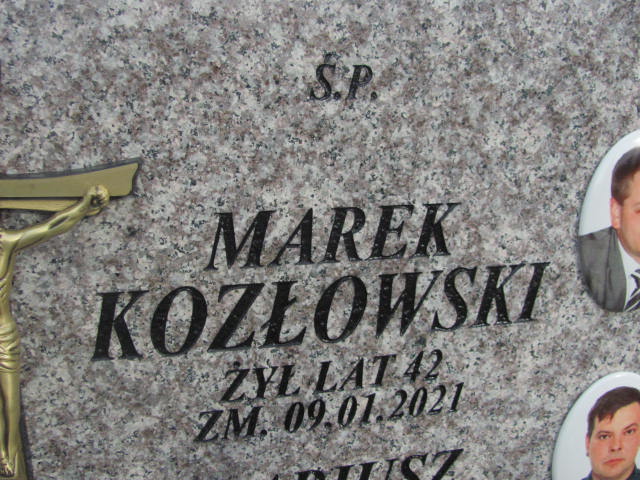 Ś.P.
MAREK
KOZŁOWSKI
ŻYŁ LAT 42
ZM. 09.01.2021